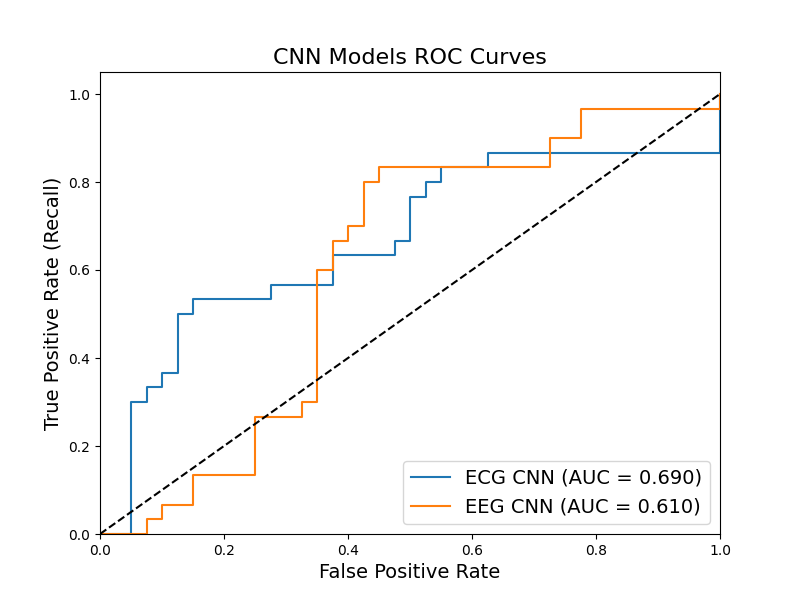 CNN Models ROC Curves
True Positive Rate (Recall)
1.0
0.8
0.6
0.4
0.2
0.0
ECG CNN (AUC = 0.690)
EEG CNN (AUC = 0.610)
0.0 0.2 0.4 0.6 0.8 1.0
False Positive Rate